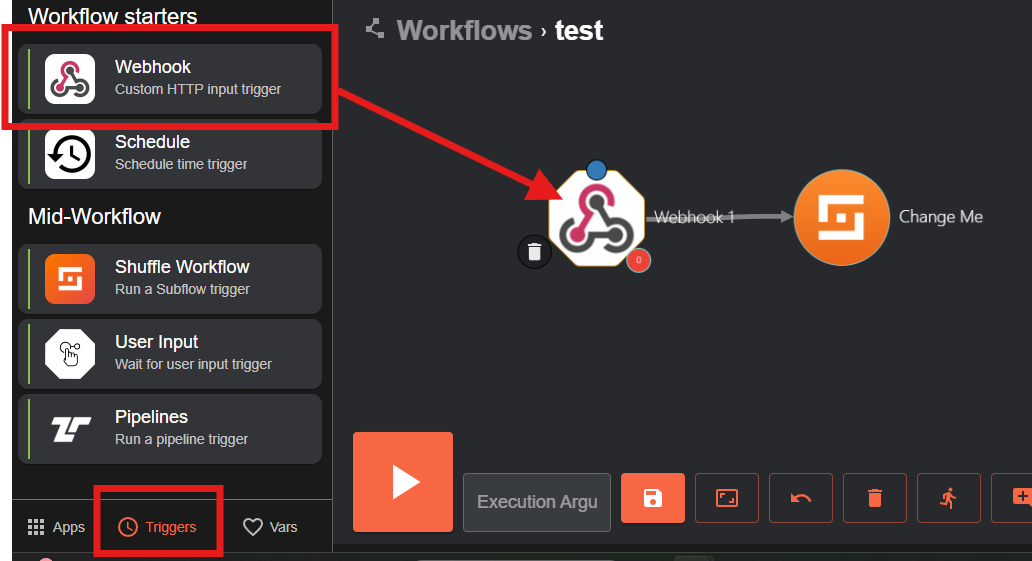 Workflow starters
Webhook
Custom HTTP input trigger
Schedule
Schedule time trigger
Mid-Workflow
Shuffle Workflow
Run a Subflow trigger
User Input
Wait for user input trigger
Pipelines
Run a pipeline trigger
Apps
Triggers
Vars
Workflows › test
Webhook 1
0
Change Me
Execution Argu